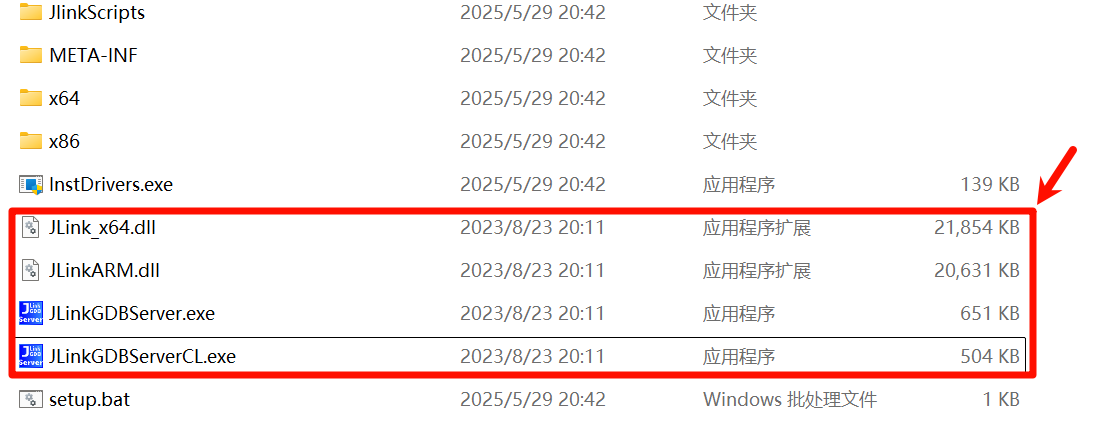 JlinkScripts 2025/5/29 20:42 文件夹
META-INF 2025/5/29 20:42 文件夹
x64 2025/5/29 20:42 文件夹
x86 2025/5/29 20:42 文件夹
InstDrivers.exe 2025/5/29 20:42 应用程序 139 KB
JLink_x64.dll 2023/8/23 20:11 应用程序扩展 21,854 KB
JLinkARM.dll 2023/8/23 20:11 应用程序扩展 20,631 KB
JLinkGDBServer.exe 2023/8/23 20:11 应用程序 651 KB
JLinkGDBServerCL.exe 2023/8/23 20:11 应用程序 504 KB
setup.bat 2025/5/29 20:42 Windows 批处理文件 1 KB